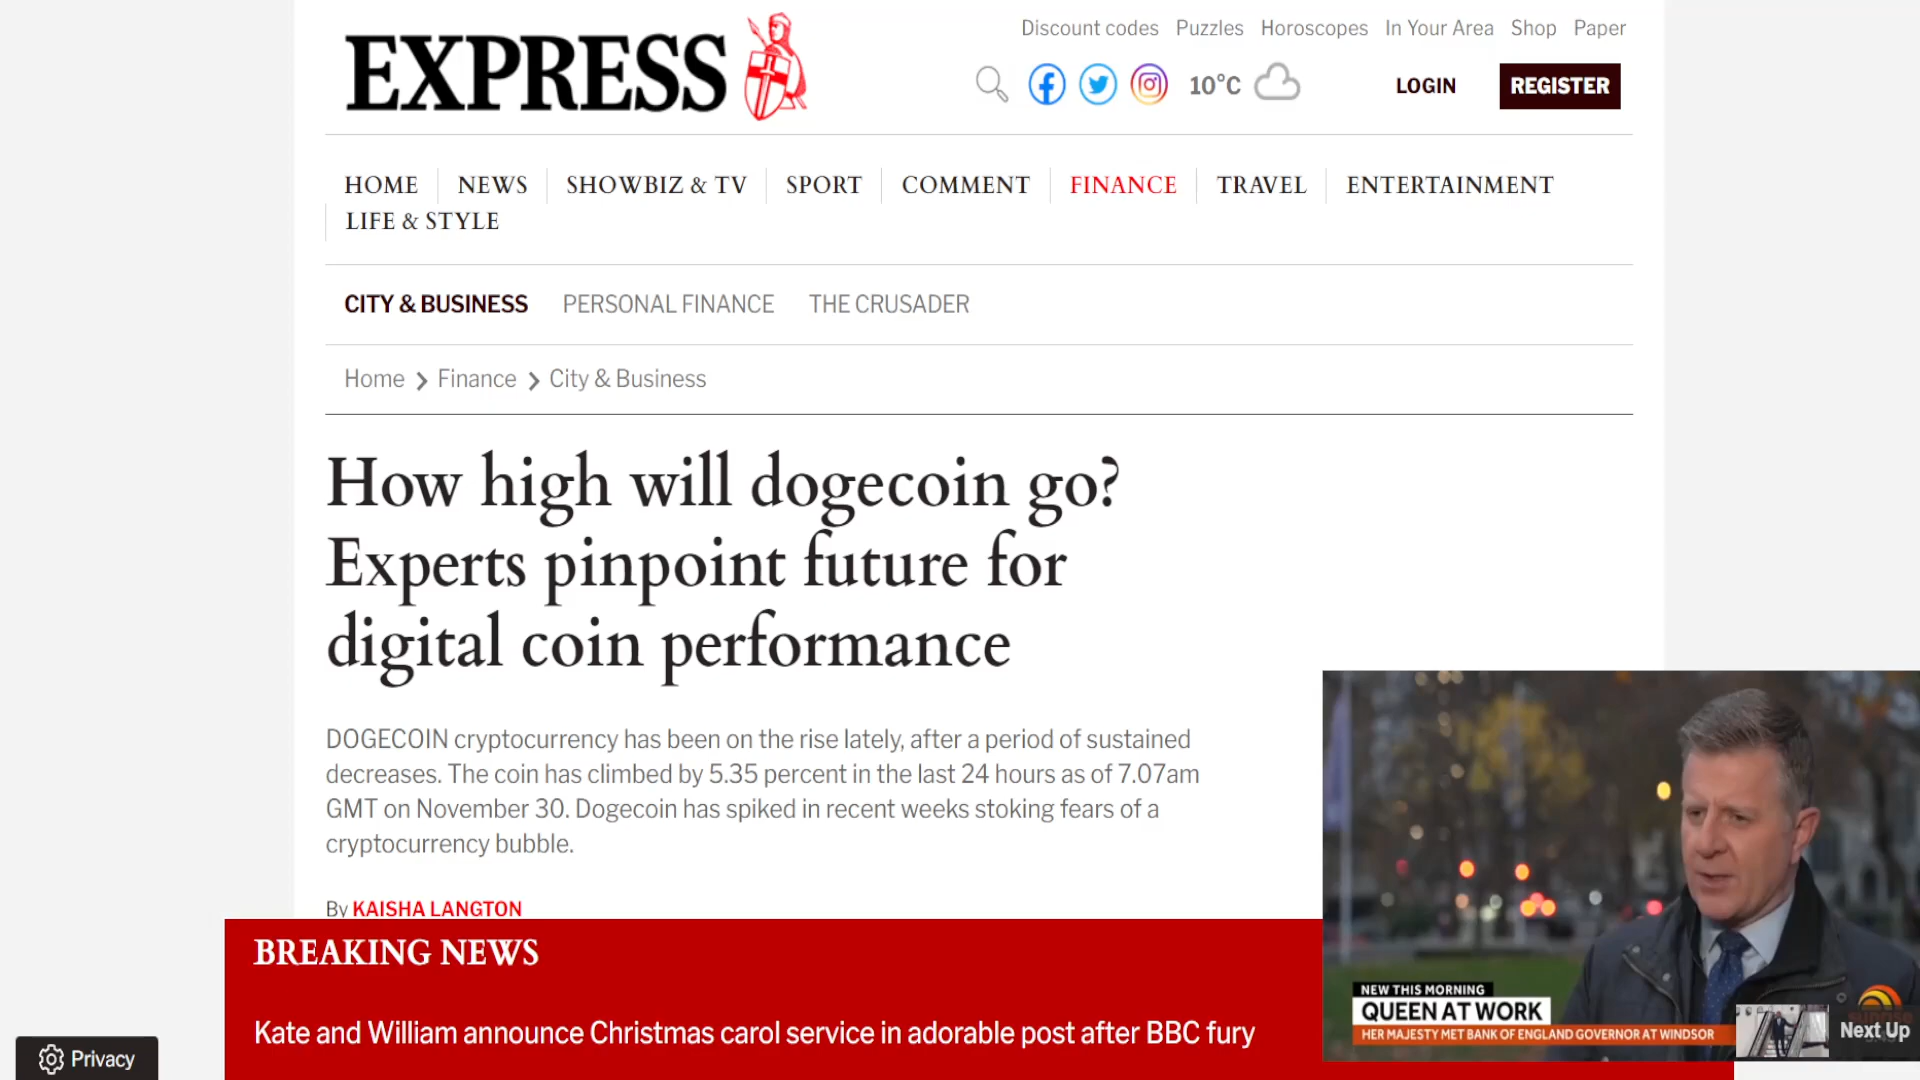 EXPRESS
Discount codes Puzzles Horoscopes In Your Area Shop Paper
10°C LOGIN REGISTER
HOME NEWS SHOWBIZ & TV SPORT COMMENT FINANCE TRAVEL ENTERTAINMENT
LIFE & STYLE
CITY & BUSINESS PERSONAL FINANCE THE CRUSADER
Home Finance City & Business
How high will dogecoin go?
Experts pinpoint future for
digital coin performance
DOGECOIN cryptocurrency has been on the rise lately, after a period of sustained
decreases. The coin has climbed by 5.35 percent in the last 24 hours as of 7.07am
GMT on November 30. Dogecoin has spiked in recent weeks stoking fears of a
cryptocurrency bubble.
By KAISHA LANGTON
BREAKING NEWS
Kate and William announce Christmas carol service in adorable post after BBC fury
NEW THIS MORNING
QUEEN AT WORK
HER MAJESTY MET BANK OF ENGLAND GOVERNOR AT WINDSOR
Next Up
Privacy